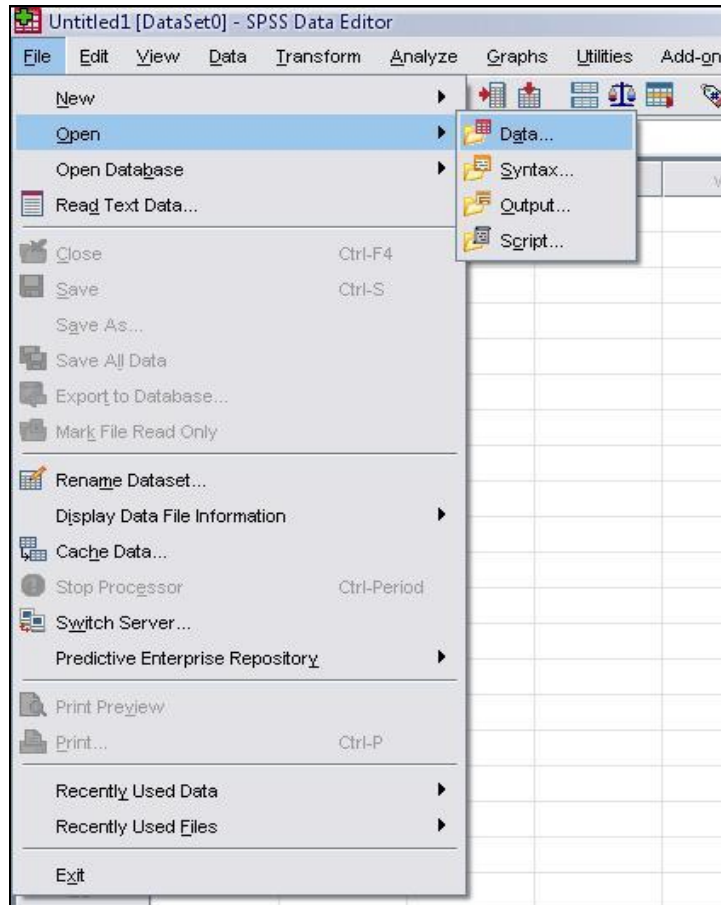 Untitled1 [DataSet0] - SPSS Data Editor
File Edit View Data Transform Analyze Graphs Utilities Add-on
New
Open
Data...
Open Database
Syntax...
Read Text Data...
Output...
Script...
Close Ctrl-F4
Save Ctrl-S
Save As...
Save All Data
Export to Database...
Mark File Read Only
Rename Dataset...
Display Data File Information
Cache Data...
Stop Processor Ctrl-Period
Switch Server...
Predictive Enterprise Repository
Print Preview
Print... Ctrl-P
Recently Used Data
Recently Used Files
Exit